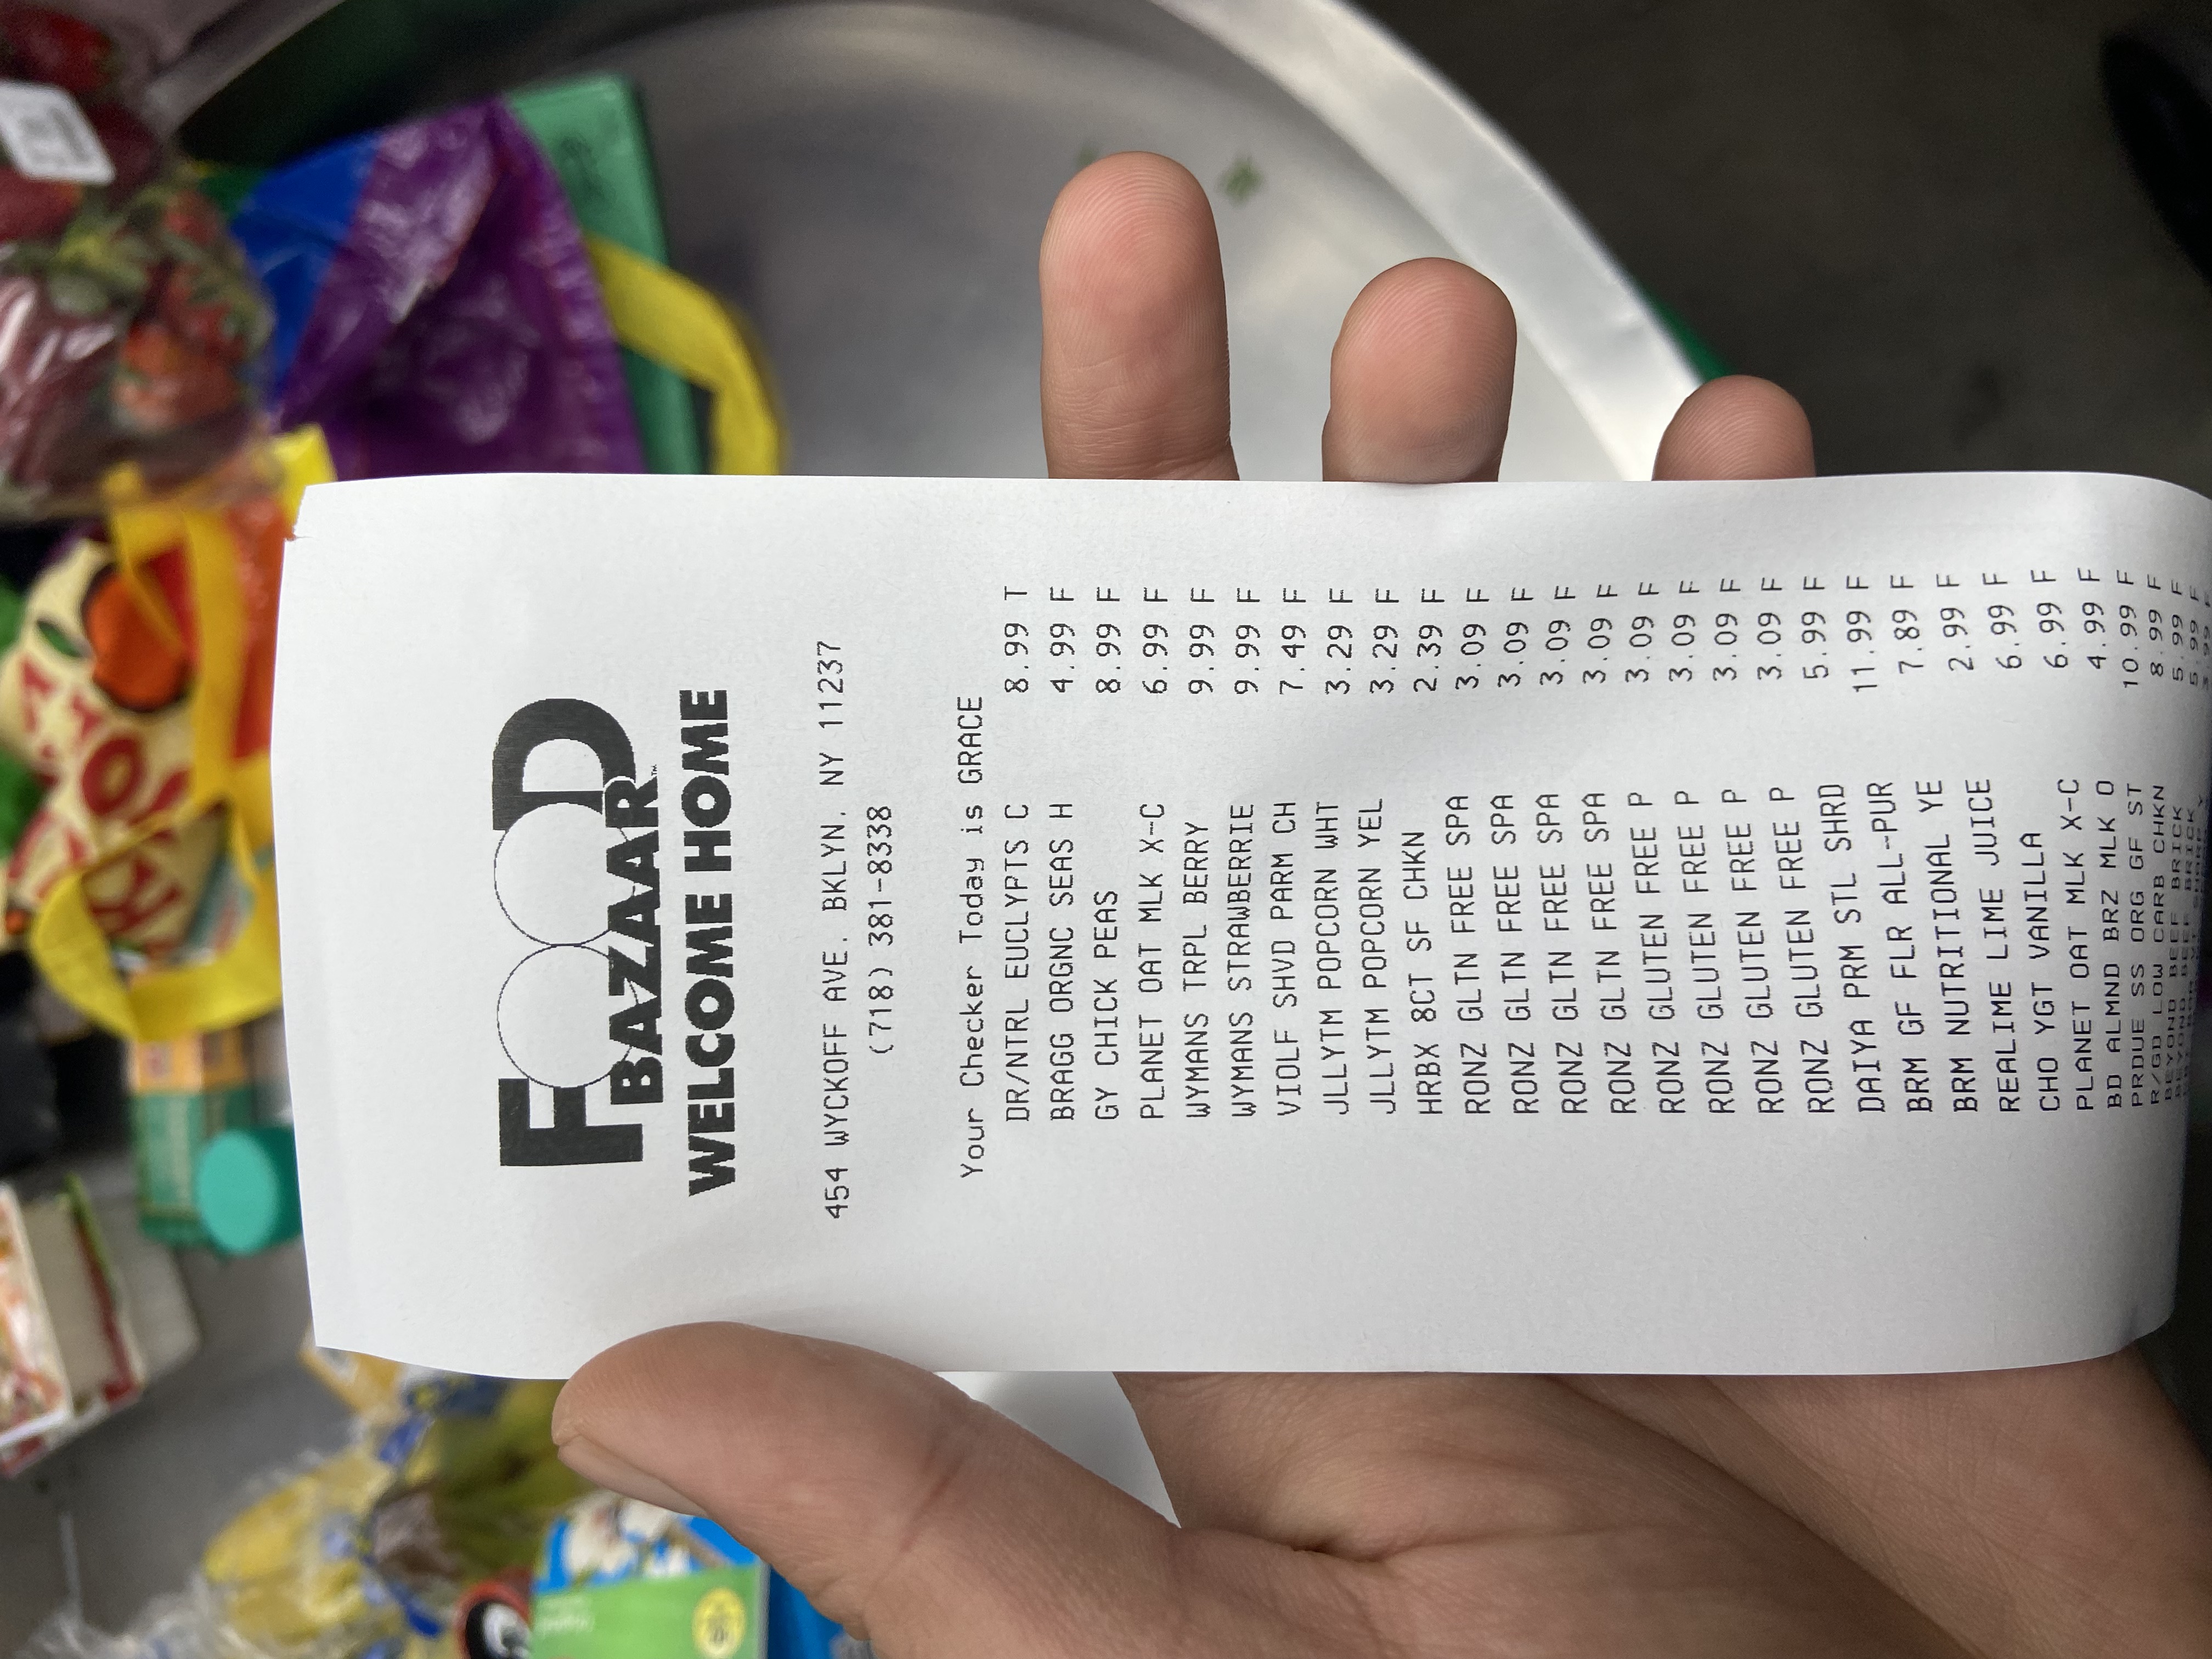 FOOD
BAZAAR™
WELCOME HOME
454 WYCKOFF AVE. BKLYN. NY 11237
(718) 381-8338
Your Checker Today is GRACE
DR/NTRL EUCLYPTS C 8.99 T
BRAGG ORGNC SEAS H 4.99 F
GY CHICK PEAS 8.99 F
PLANET OAT MLK X-C 6.99 F
WYMANS TRPL BERRY 9.99 F
WYMANS STRAWBERRIE 9.99 F
VIOLF SHVD PARM CH 7.49 F
JLLYTM POPCORN WHT 3.29 F
JLLYTM POPCORN YEL 3.29 F
HRBX 8CT SF CHKN 2.39 F
RONZ GLTN FREE SPA 3.09 F
RONZ GLTN FREE SPA 3.09 F
RONZ GLTN FREE SPA 3.09 F
RONZ GLTN FREE SPA 3.09 F
RONZ GLUTEN FREE P 3.09 F
RONZ GLUTEN FREE P 3.09 F
RONZ GLUTEN FREE P 3.09 F
RONZ GLUTEN FREE P 3.09 F
DAIYA PRM STL SHRD 5.99 F
BRM GF FLR ALL-PUR 11.99 F
BRM NUTRITIONAL YE 7.89 F
REALIME LIME JUICE 2.99 F
CHO YGT VANILLA 6.99 F
PLANET OAT MLK X-C 6.99 F
BD ALMND BRZ MLK O 4.99 F
PRDUE SS ORG GF ST 10.99 F
R/GD LOW CARB CHKN 8.99 F
BEYOND BEEF BRICK 5.99 F
BEYOND BEEF BRICK 5.99 F
SHARP Y 3.99 F